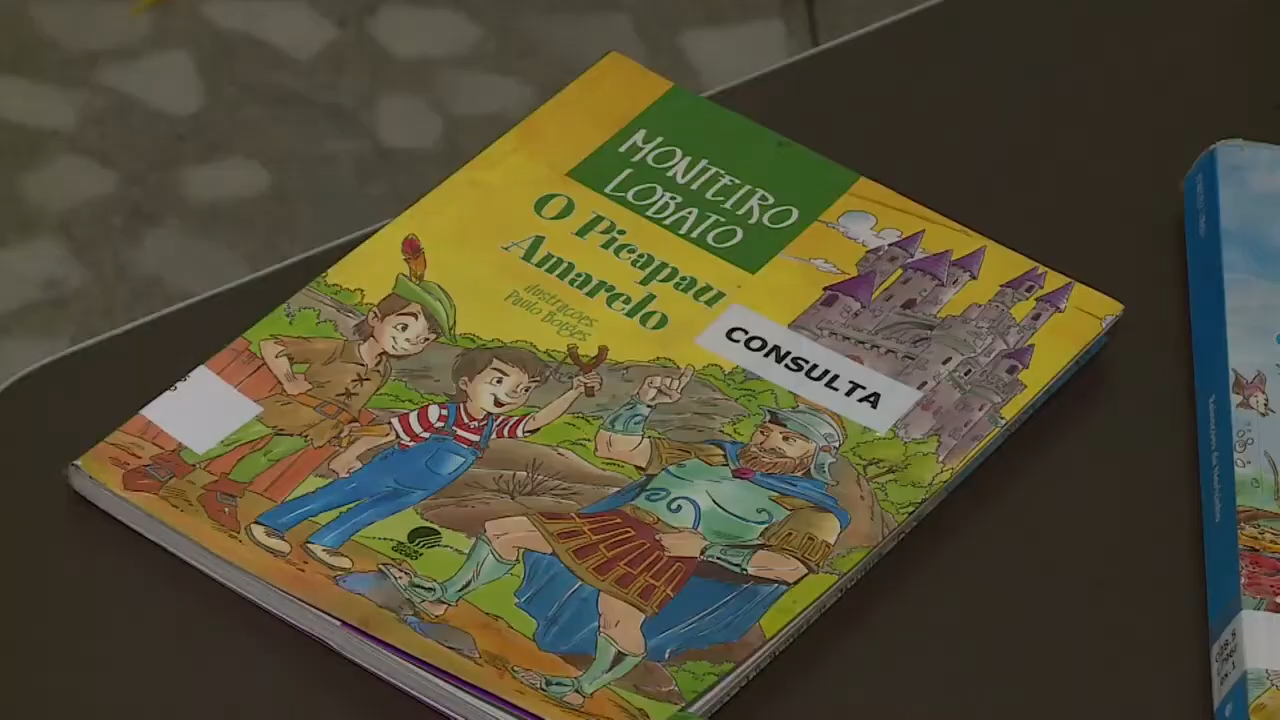 MONTEIRO
LOBATO
O Picapau
Amarelo
ilustrações
Paulo Borges
CONSULTA